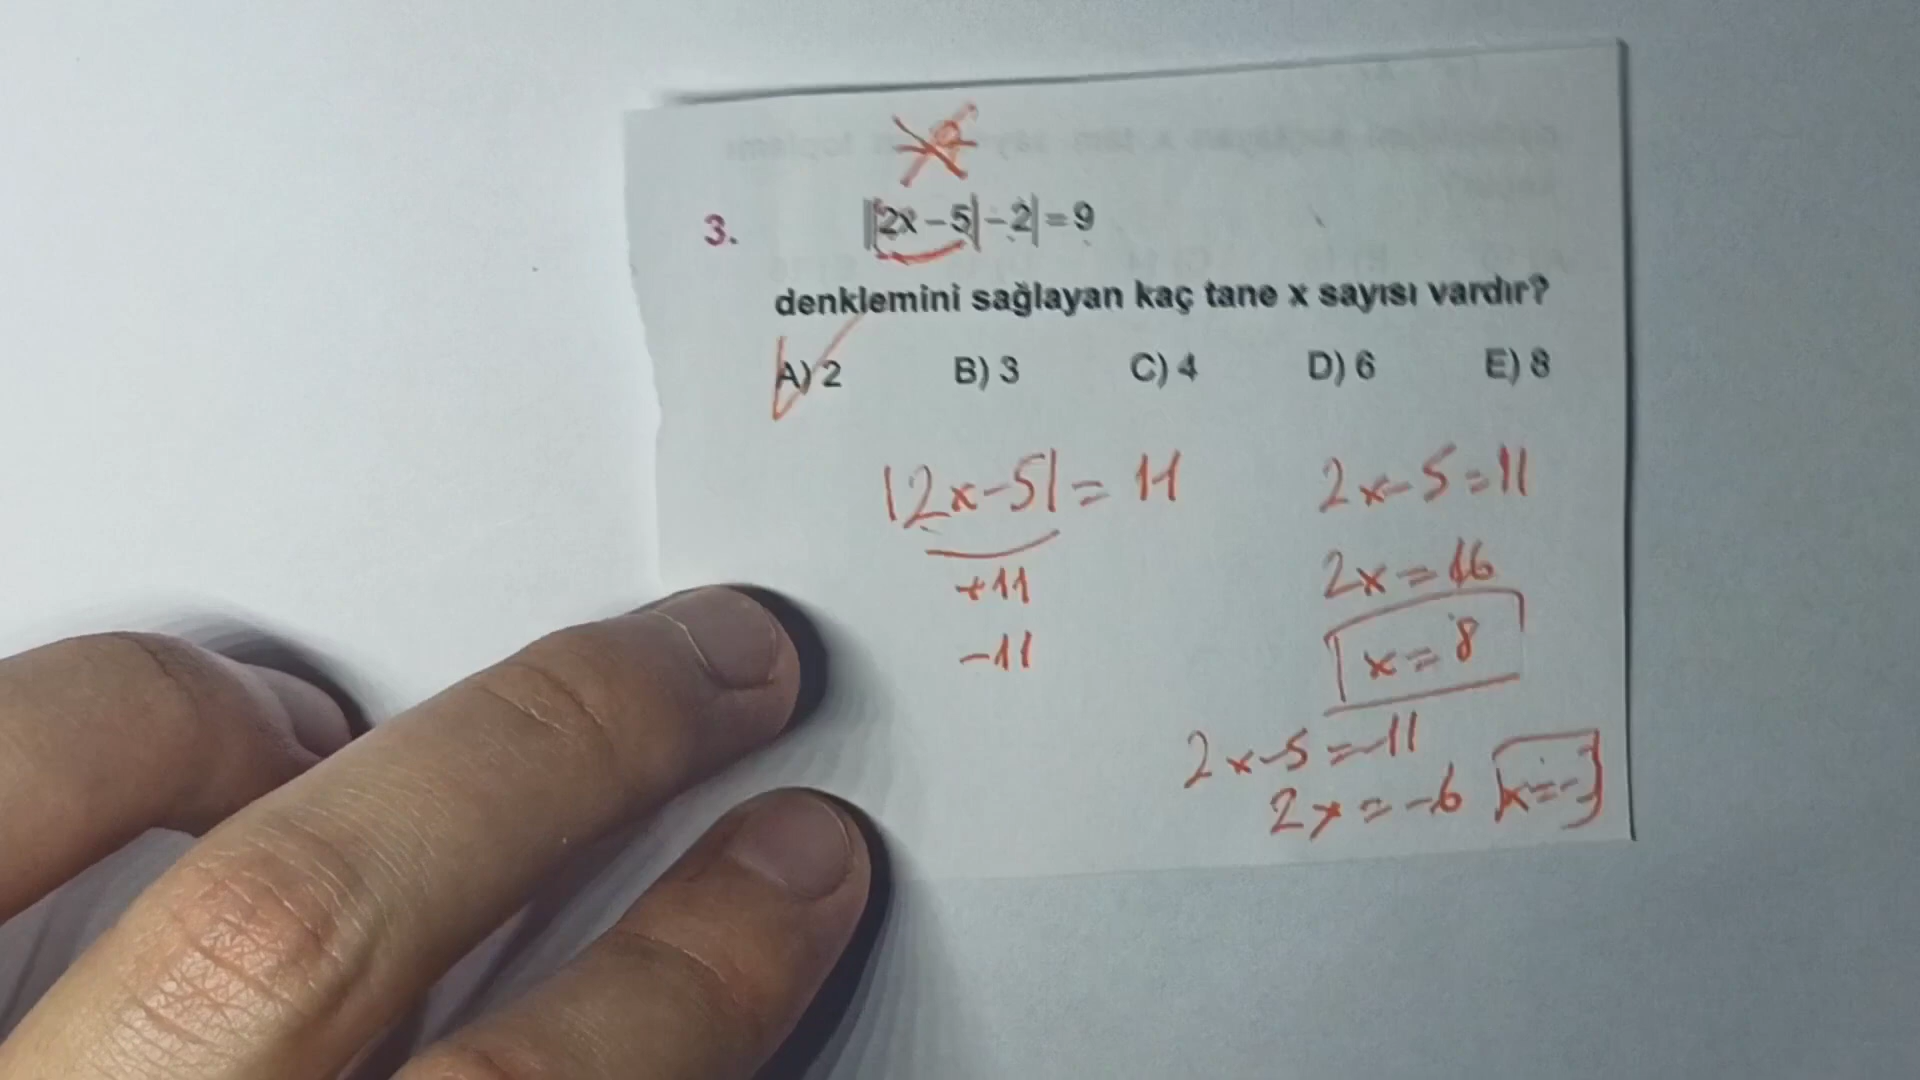 3. ||2x-5|-2|=9
denklemini sağlayan kaç tane x sayısı vardır?
A) 2 B) 3 C) 4 D) 6 E) 8
|2x-5| = 11
+11
-11
2x-5=11
2x=16
x=8
2x-5=-11
2x=-6 x=-3